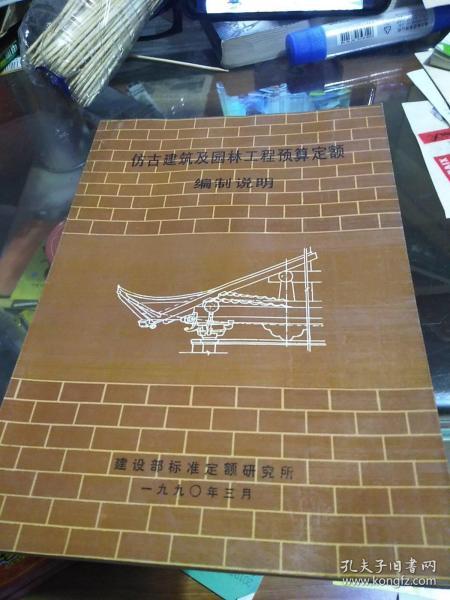 仿古建筑及园林工程预算定额
编制说明
建设部标准定额研究所
一九九〇年三月
孔夫子旧书网
www.kongfz.com